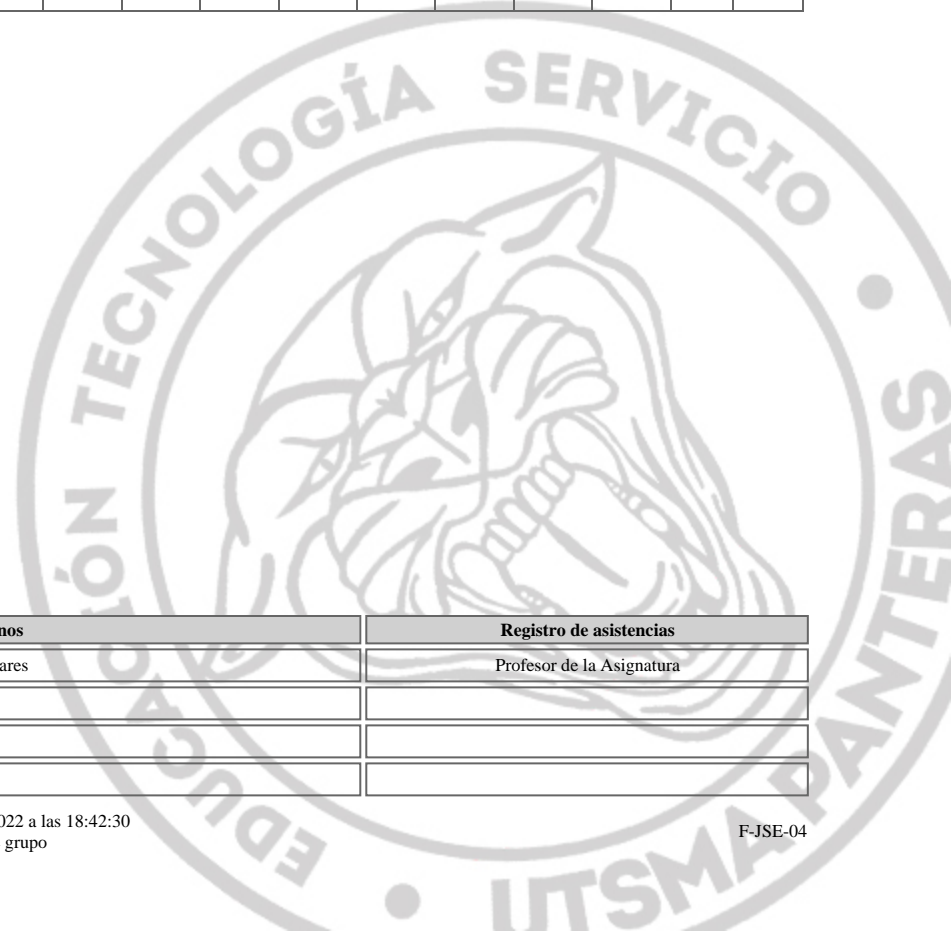 EDUCACIÓN TECNOLOGÍA SERVICIO
UTSMA PANTERAS
nos Registro de asistencias
ares Profesor de la Asignatura
022 a las 18:42:30
grupo
F-JSE-04